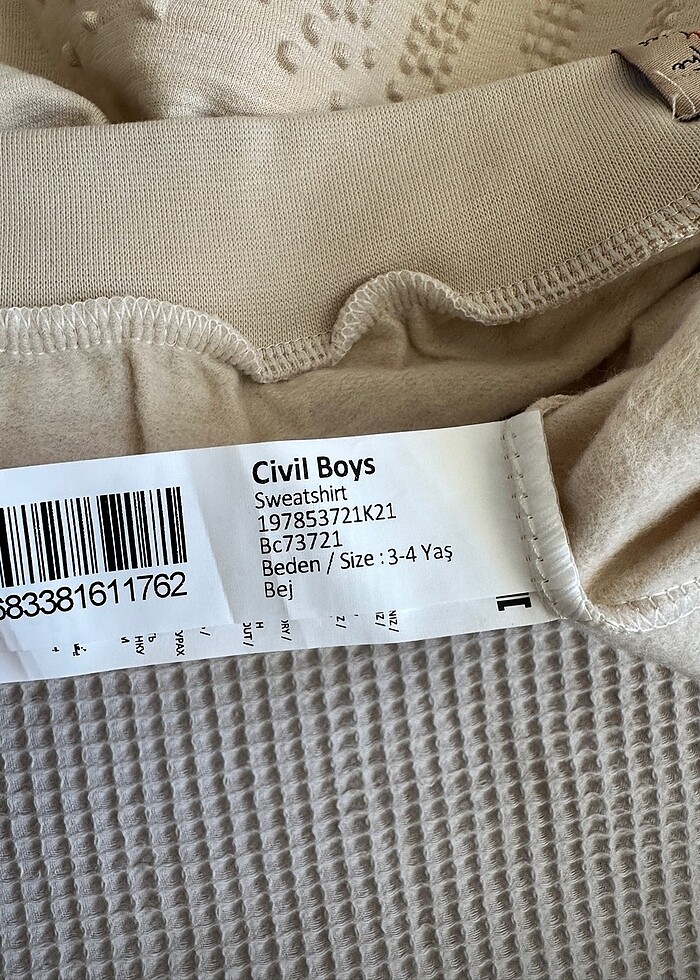 Civil Boys
Sweatshirt
197853721K21
Bc73721
Beden / Size : 3-4 Yaş
Bej
683381611762